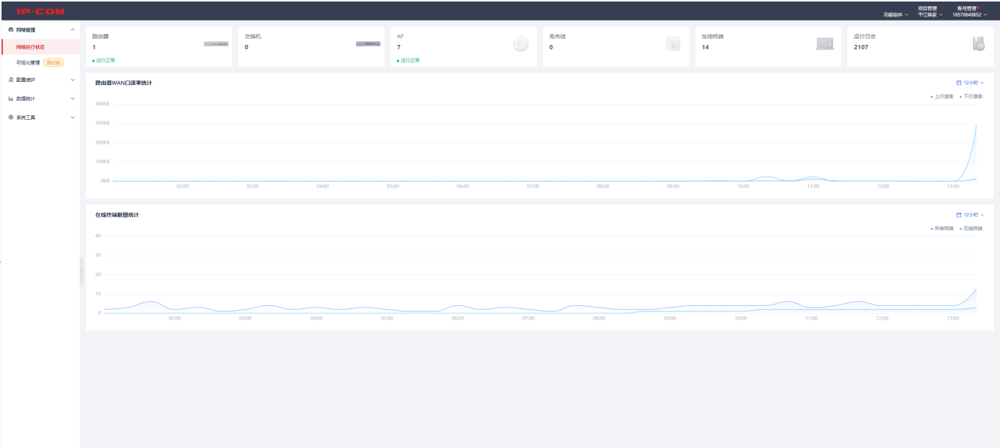 IP-COM
功能组件
项目管理
平江焕家
账号管理
18570649852
网络管理
网络运行状态
可视化管理 测试版
配置维护
数据统计
系统工具
路由器
1
运行正常
交换机
0
AP
7
运行正常
免布线
0
在线终端
14
运行日志
2107
路由器WAN口速率统计
12小时
上行速率 下行速率
400KB
300KB
200KB
100KB
0KB
02:00 03:00 04:00 05:00 06:00 07:00 08:00 09:00 10:00 11:00 12:00 13:00
在线终端数量统计
12小时
所有终端 无线终端
40
30
20
10
0
02:00 03:00 04:00 05:00 06:00 07:00 08:00 09:00 10:00 11:00 12:00 13:00